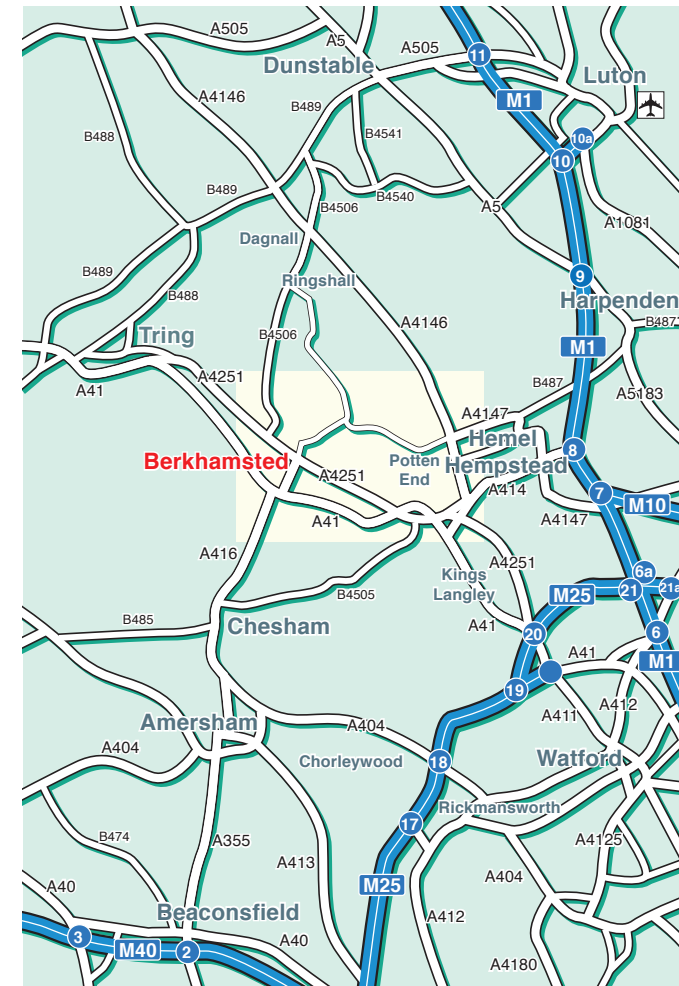 A505
A5
A505
Dunstable
11
Luton
A4146
M1
B489
B488
B4541
10a
10
B489
B4506
B4540
A5
A1081
Dagnall
B489
Ringshall
9
B488
Harpenden
A4146
B487
B4506
Tring
M1
A4251
B487
A41
A5183
A4147
Hemel
Hempstead
Berkhamsted
Potten
End
8
A4251
A414
7
M10
A41
A4147
A416
A4251
6a
Kings
Langley
B4505
M25
21
21a
B485
Chesham
A41
20
6
A41
M1
19
A412
A411
Amersham
A404
A404
Chorleywood
18
Watford
Rickmansworth
17
B474
A355
A4125
A413
A404
A40
M25
Beaconsfield
A412
3
M40
2
A40
A4180